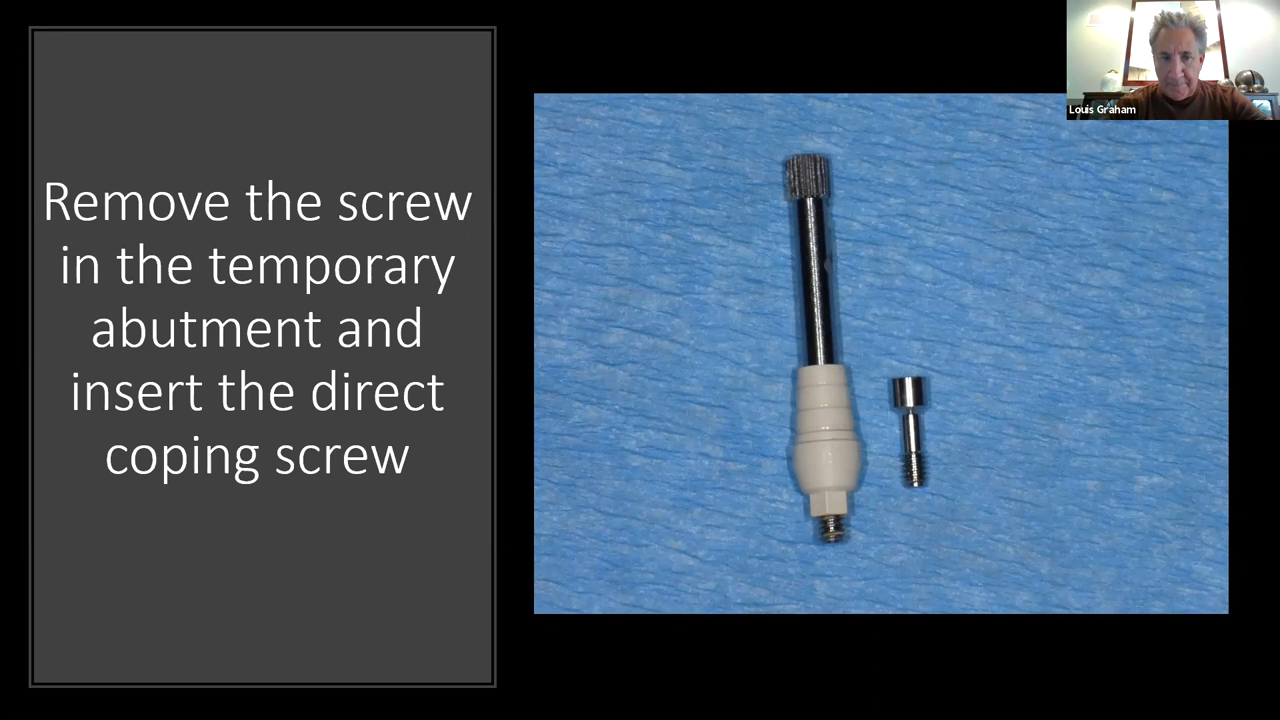 Remove the screw
in the temporary
abutment and
insert the direct
coping screw
Louis Graham